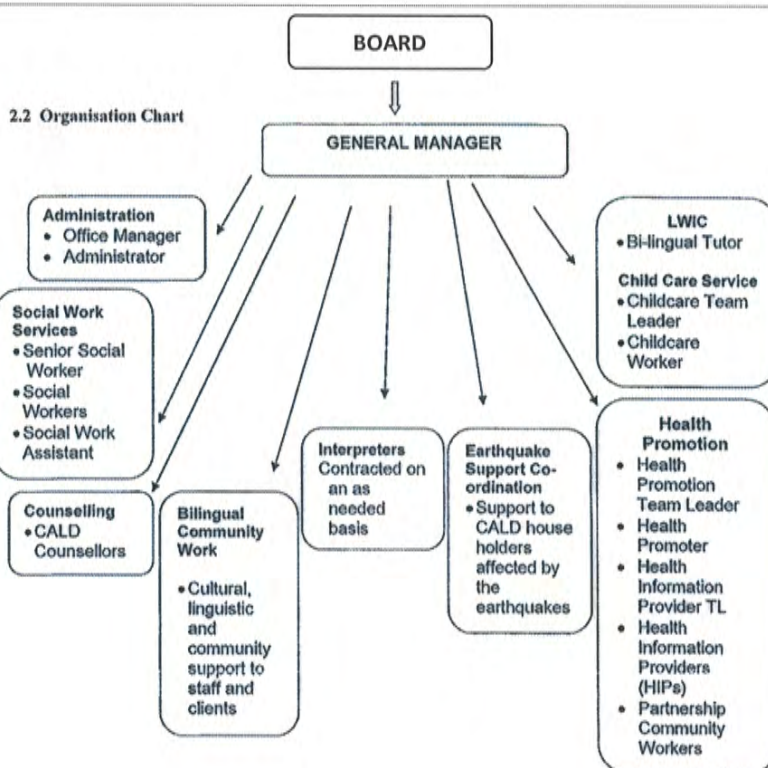 BOARD
2.2 Organisation Chart
GENERAL MANAGER
Administration
• Office Manager
• Administrator
Social Work
Services
• Senior Social
Worker
• Social
Workers
• Social Work
Assistant
Counselling
• CALD
Counsellors
Bilingual
Community
Work
• Cultural,
linguistic
and
community
support to
staff and
clients
Interpreters
Contracted on
an as
needed
basis
Earthquake
Support Co-
ordination
• Support to
CALD house
holders
affected by
the
earthquakes
LWIC
• Bi-lingual Tutor
Child Care Service
• Childcare Team
Leader
• Childcare
Worker
Health
Promotion
• Health
Promotion
Team Leader
• Health
Promoter
• Health
Information
Provider TL
• Health
Information
Providers
(HIPs)
• Partnership
Community
Workers